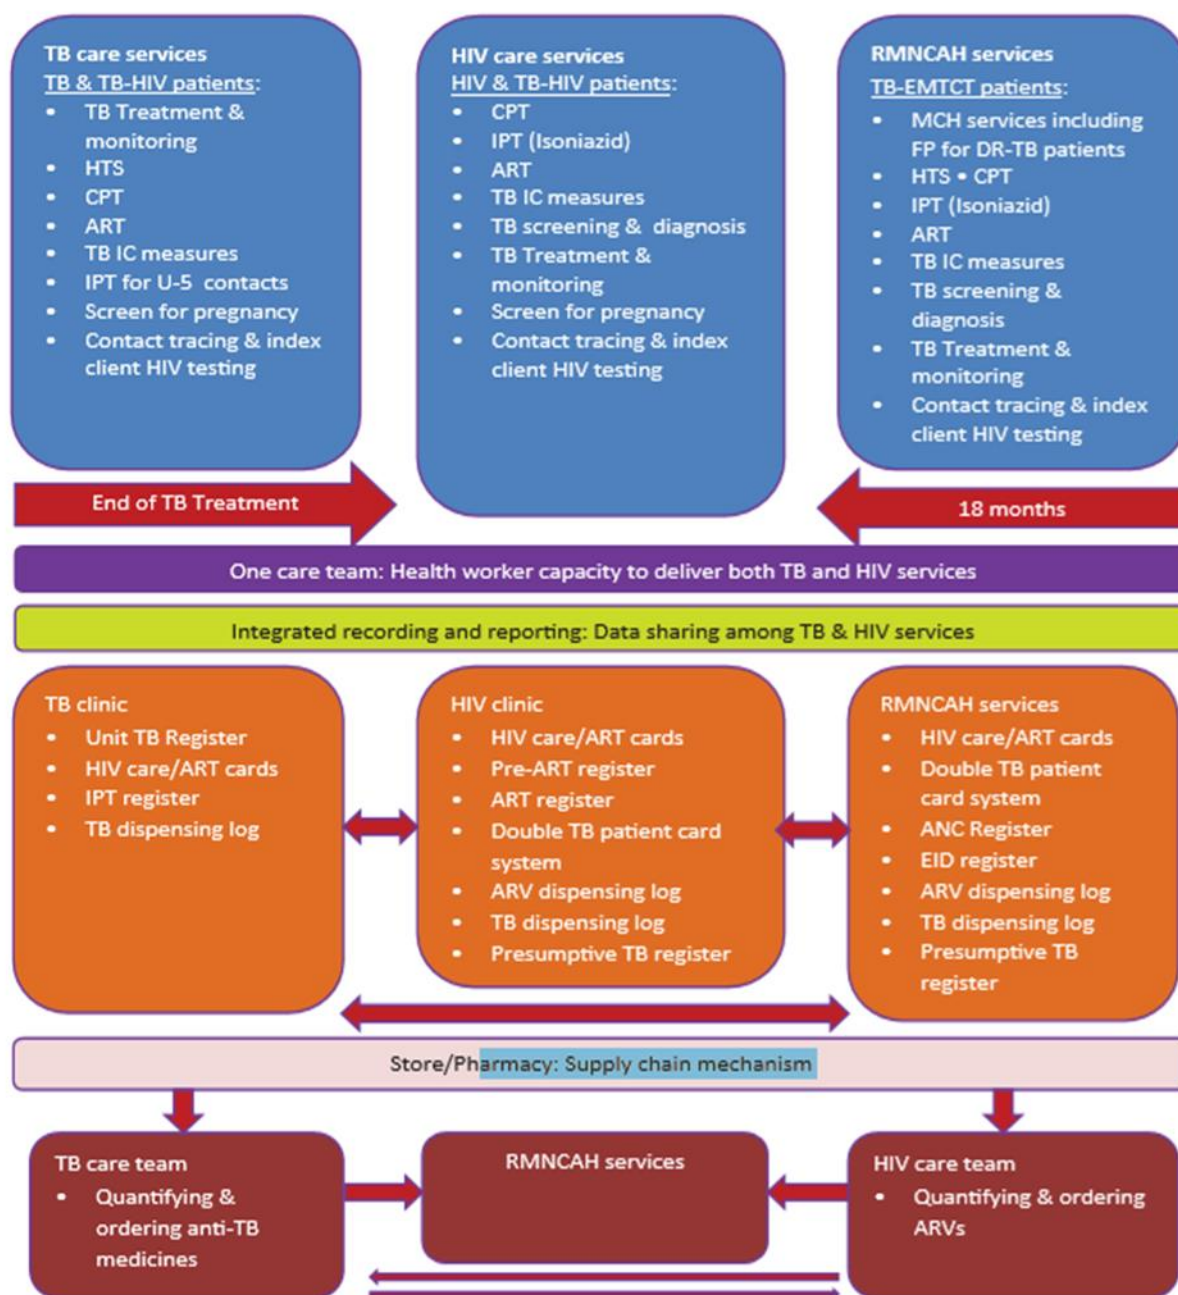 TB care services
TB & TB-HIV patients:
• TB Treatment &
monitoring
• HTS
• CPT
• ART
• TB IC measures
• IPT for U-5 contacts
• Screen for pregnancy
• Contact tracing & index
client HIV testing
HIV care services
HIV & TB-HIV patients:
• CPT
• IPT (Isoniazid)
• ART
• TB IC measures
• TB screening & diagnosis
• TB Treatment &
monitoring
• Screen for pregnancy
• Contact tracing & index
client HIV testing
RMNCAH services
TB-EMTCT patients:
• MCH services including
FP for DR-TB patients
• HTS • CPT
• IPT (Isoniazid)
• ART
• TB IC measures
• TB screening &
diagnosis
• TB Treatment &
monitoring
• Contact tracing & index
client HIV testing
End of TB Treatment
18 months
One care team: Health worker capacity to deliver both TB and HIV services
Integrated recording and reporting: Data sharing among TB & HIV services
TB clinic
• Unit TB Register
• HIV care/ART cards
• IPT register
• TB dispensing log
HIV clinic
• HIV care/ART cards
• Pre-ART register
• ART register
• Double TB patient card
system
• ARV dispensing log
• TB dispensing log
• Presumptive TB register
RMNCAH services
• HIV care/ART cards
• Double TB patient
card system
• ANC Register
• EID register
• ARV dispensing log
• TB dispensing log
• Presumptive TB
register
Store/Pharmacy: Supply chain mechanism
TB care team
• Quantifying &
ordering anti-TB
medicines
RMNCAH services
HIV care team
• Quantifying & ordering
ARVs